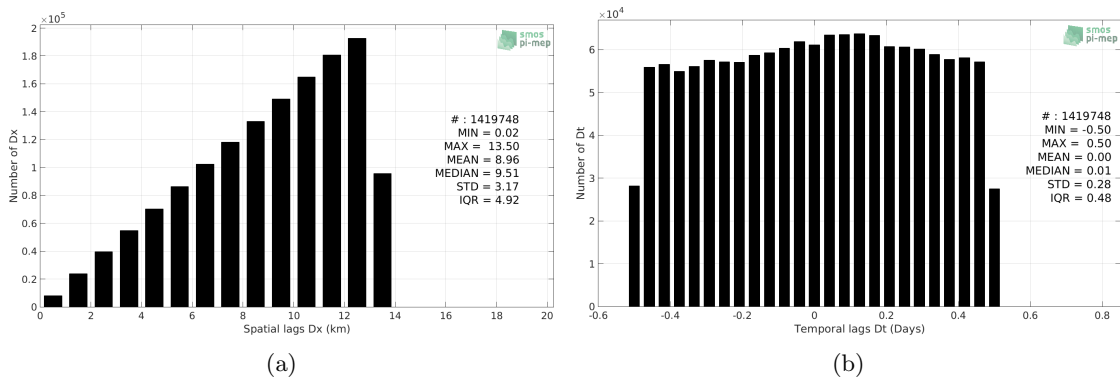 ×10⁵
2
1.8
1.6
1.4
1.2
1
0.8
0.6
0.4
0.2
0
0 2 4 6 8 10 12 14 16 18 20
Number of Dx
Spatial lags Dx (km)
smos
pi-mep
# : 1419748
MIN = 0.02
MAX = 13.50
MEAN = 8.96
MEDIAN = 9.51
STD = 3.17
IQR = 4.92
(a)
×10⁴
6
5
4
3
2
1
0
-0.6 -0.4 -0.2 0 0.2 0.4 0.6 0.8
Number of Dt
Temporal lags Dt (Days)
smos
pi-mep
# : 1419748
MIN = -0.50
MAX = 0.50
MEAN = 0.00
MEDIAN = 0.01
STD = 0.28
IQR = 0.48
(b)